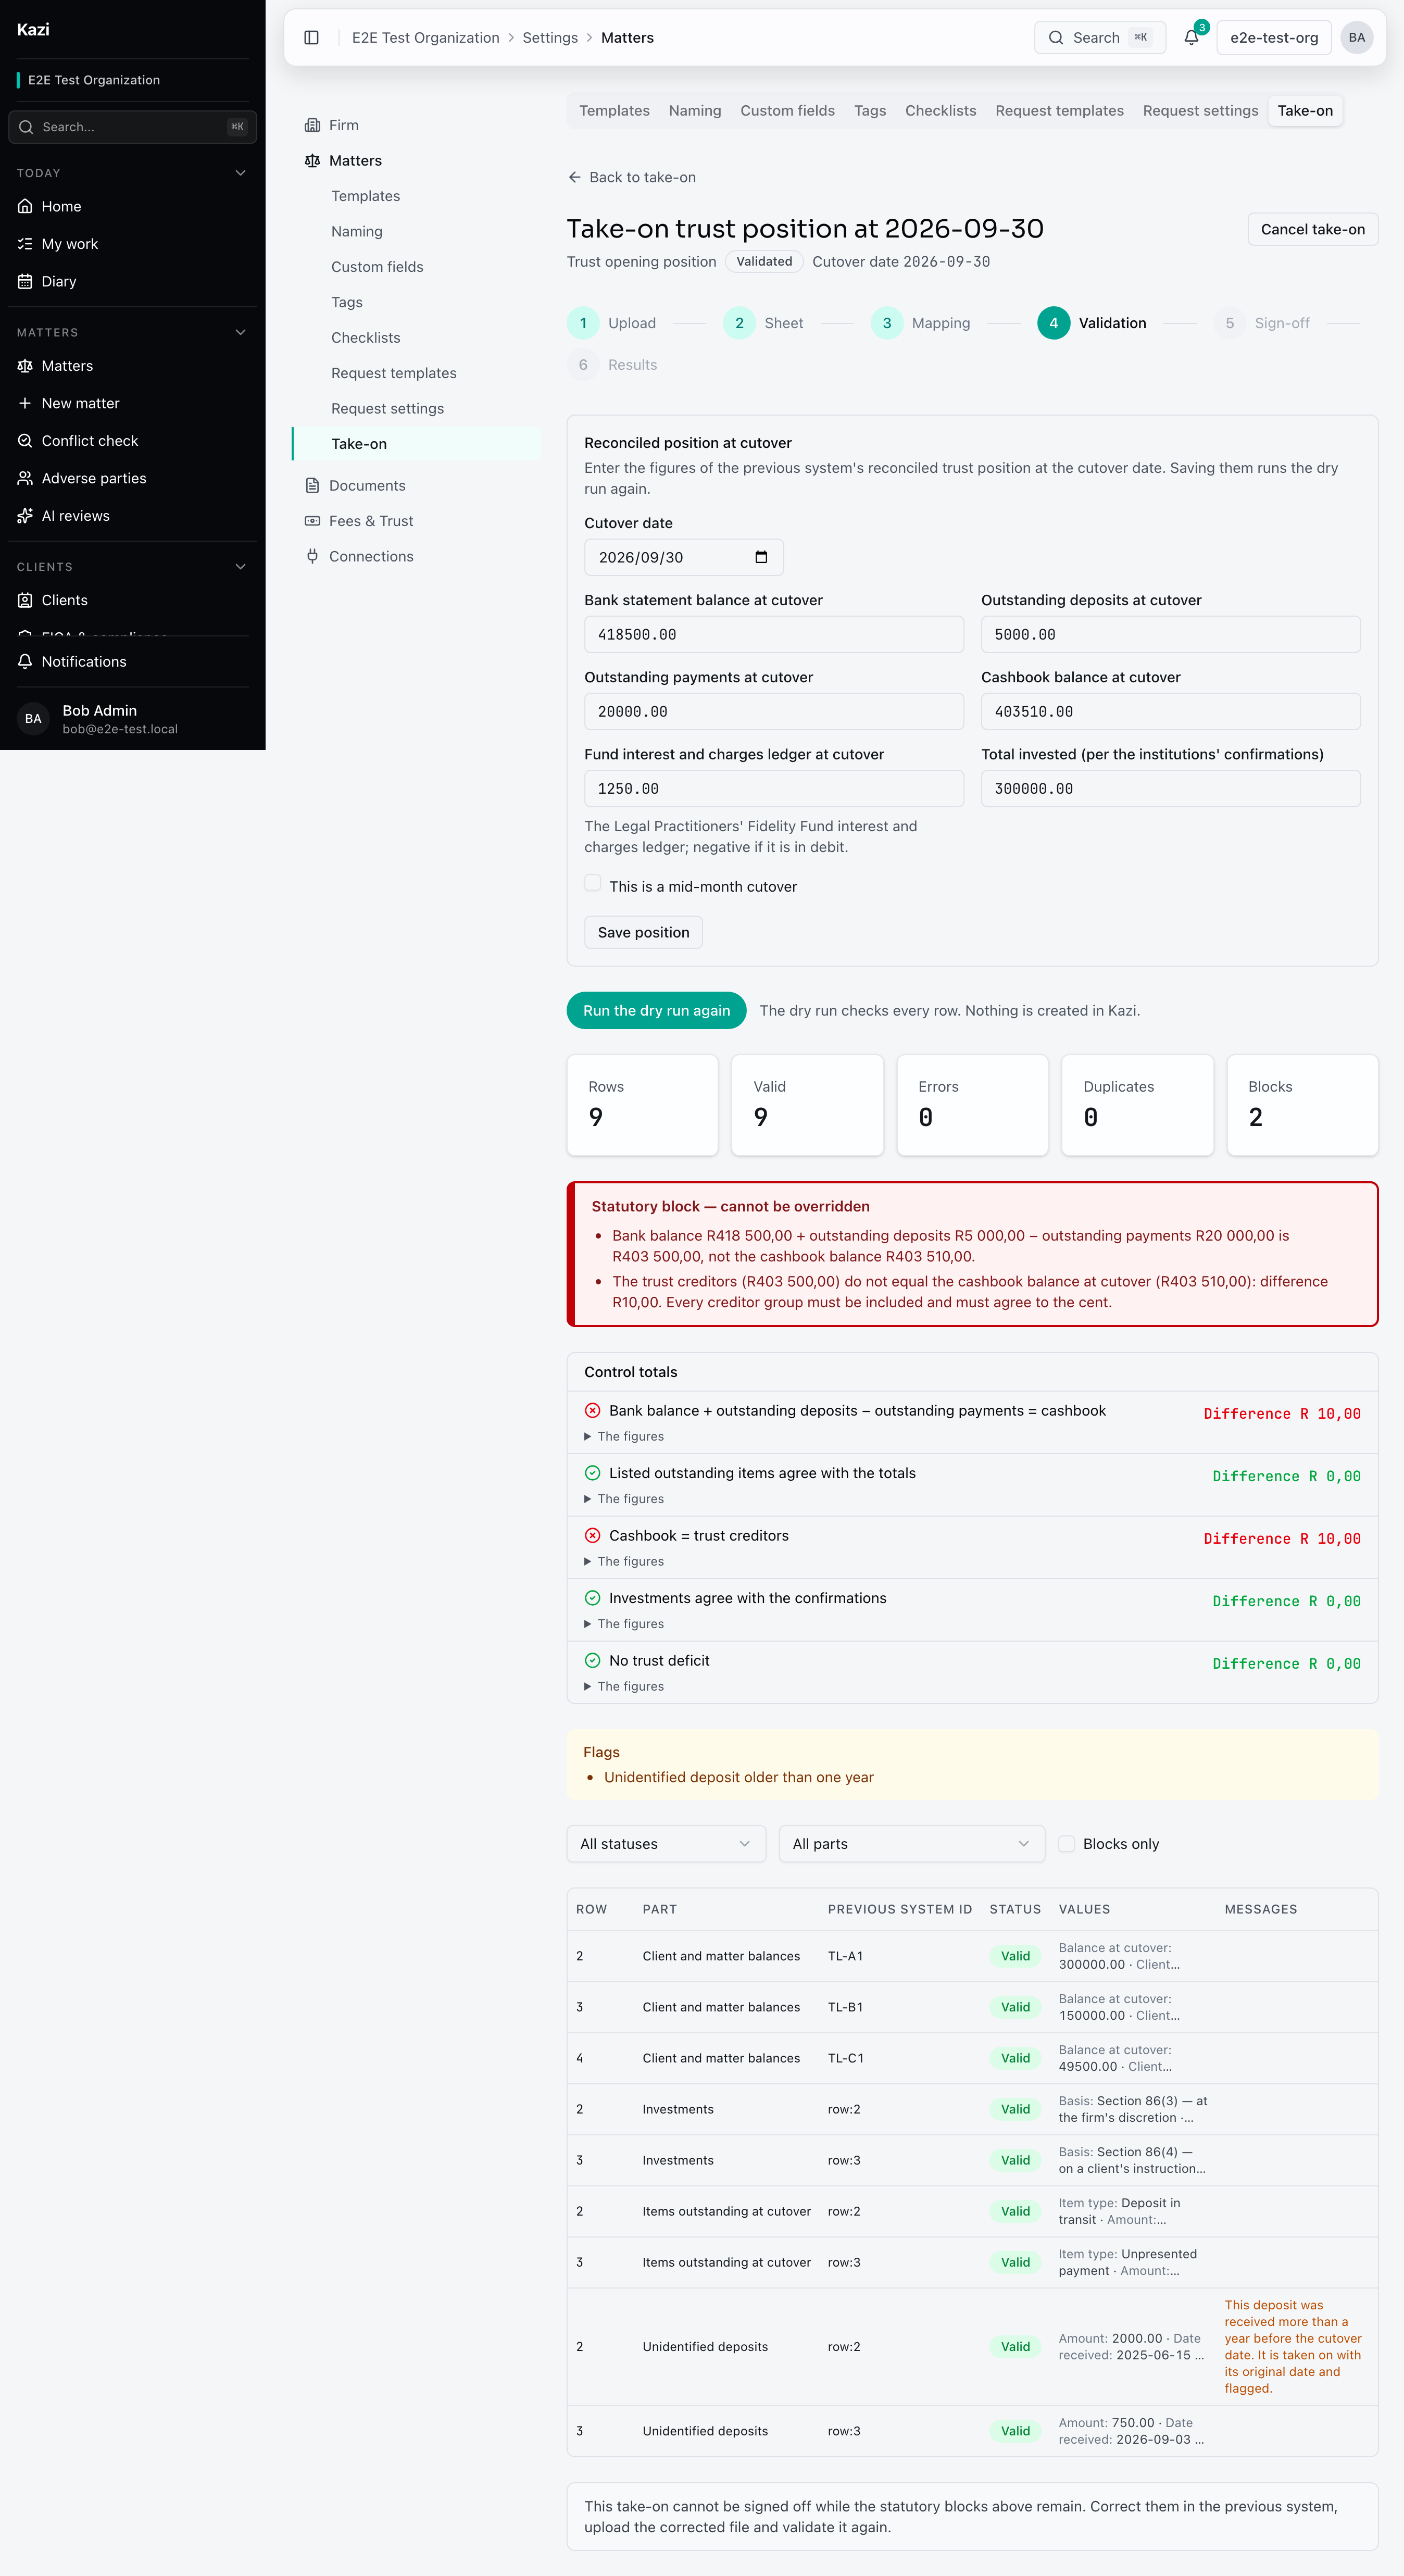 Kazi
E2E Test Organization
Search...
⌘K
TODAY
Home
My work
Diary
MATTERS
Matters
New matter
Conflict check
Adverse parties
AI reviews
CLIENTS
Clients
Notifications
BA
Bob Admin
bob@e2e-test.local
E2E Test Organization > Settings > Matters
Search ⌘K
3
e2e-test-org
BA
Firm
Matters
Templates
Naming
Custom fields
Tags
Checklists
Request templates
Request settings
Take-on
Documents
Fees & Trust
Connections
Templates Naming Custom fields Tags Checklists Request templates Request settings Take-on
Back to take-on
Take-on trust position at 2026-09-30
Cancel take-on
Trust opening position Validated Cutover date 2026-09-30
1 Upload
2 Sheet
3 Mapping
4 Validation
5 Sign-off
6 Results
Reconciled position at cutover
Enter the figures of the previous system's reconciled trust position at the cutover date. Saving them runs the dry
run again.
Cutover date
2026/09/30
Bank statement balance at cutover
418500.00
Outstanding deposits at cutover
5000.00
Outstanding payments at cutover
20000.00
Cashbook balance at cutover
403510.00
Fund interest and charges ledger at cutover
1250.00
Total invested (per the institutions' confirmations)
300000.00
The Legal Practitioners' Fidelity Fund interest and
charges ledger; negative if it is in debit.
This is a mid-month cutover
Save position
Run the dry run again
The dry run checks every row. Nothing is created in Kazi.
Rows
9
Valid
9
Errors
0
Duplicates
0
Blocks
2
Statutory block — cannot be overridden
Bank balance R418 500,00 + outstanding deposits R5 000,00 − outstanding payments R20 000,00 is
R403 500,00, not the cashbook balance R403 510,00.
The trust creditors (R403 500,00) do not equal the cashbook balance at cutover (R403 510,00): difference
R10,00. Every creditor group must be included and must agree to the cent.
Control totals
Bank balance + outstanding deposits − outstanding payments = cashbook
Difference R 10,00
The figures
Listed outstanding items agree with the totals
Difference R 0,00
The figures
Cashbook = trust creditors
Difference R 10,00
The figures
Investments agree with the confirmations
Difference R 0,00
The figures
No trust deficit
Difference R 0,00
The figures
Flags
Unidentified deposit older than one year
All statuses
All parts
Blocks only
ROW PART PREVIOUS SYSTEM ID STATUS VALUES MESSAGES
2 Client and matter balances TL-A1 Valid Balance at cutover:
300000.00 · Client...
3 Client and matter balances TL-B1 Valid Balance at cutover:
150000.00 · Client...
4 Client and matter balances TL-C1 Valid Balance at cutover:
49500.00 · Client...
2 Investments row:2 Valid Basis: Section 86(3) — at
the firm's discretion ·...
3 Investments row:3 Valid Basis: Section 86(4) —
on a client's instruction...
2 Items outstanding at cutover row:2 Valid Item type: Deposit in
transit · Amount:...
3 Items outstanding at cutover row:3 Valid Item type: Unpresented
payment · Amount:...
2 Unidentified deposits row:2 Valid Amount: 2000.00 · Date
received: 2025-06-15 ...
This deposit was
received more than a
year before the cutover
date. It is taken on with
its original date and
flagged.
3 Unidentified deposits row:3 Valid Amount: 750.00 · Date
received: 2026-09-03 ...
This take-on cannot be signed off while the statutory blocks above remain. Correct them in the previous system,
upload the corrected file and validate it again.